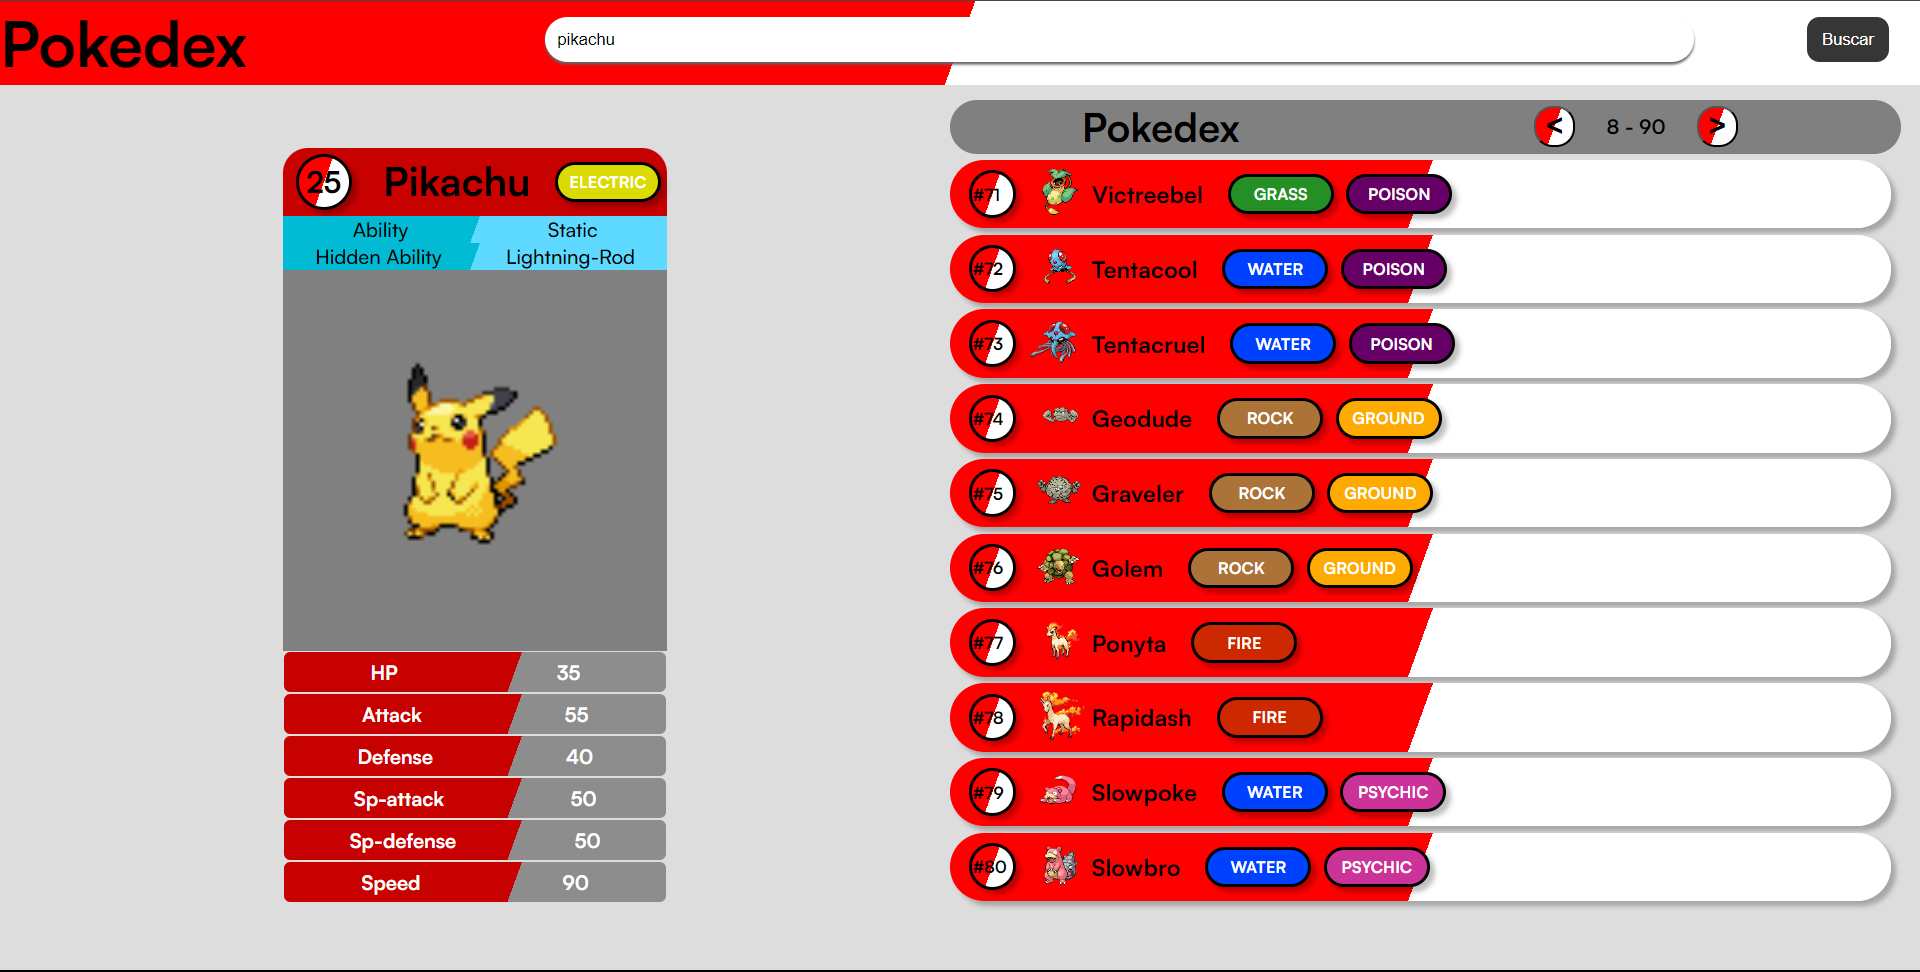 Pokedex
pikachu
Buscar
25 Pikachu ELECTRIC
Ability Static
Hidden Ability Lightning-Rod
HP 35
Attack 55
Defense 40
Sp-attack 50
Sp-defense 50
Speed 90
Pokedex < 8 - 90 >
#71 Victreebel GRASS POISON
#72 Tentacool WATER POISON
#73 Tentacruel WATER POISON
#74 Geodude ROCK GROUND
#75 Graveler ROCK GROUND
#76 Golem ROCK GROUND
#77 Ponyta FIRE
#78 Rapidash FIRE
#79 Slowpoke WATER PSYCHIC
#80 Slowbro WATER PSYCHIC